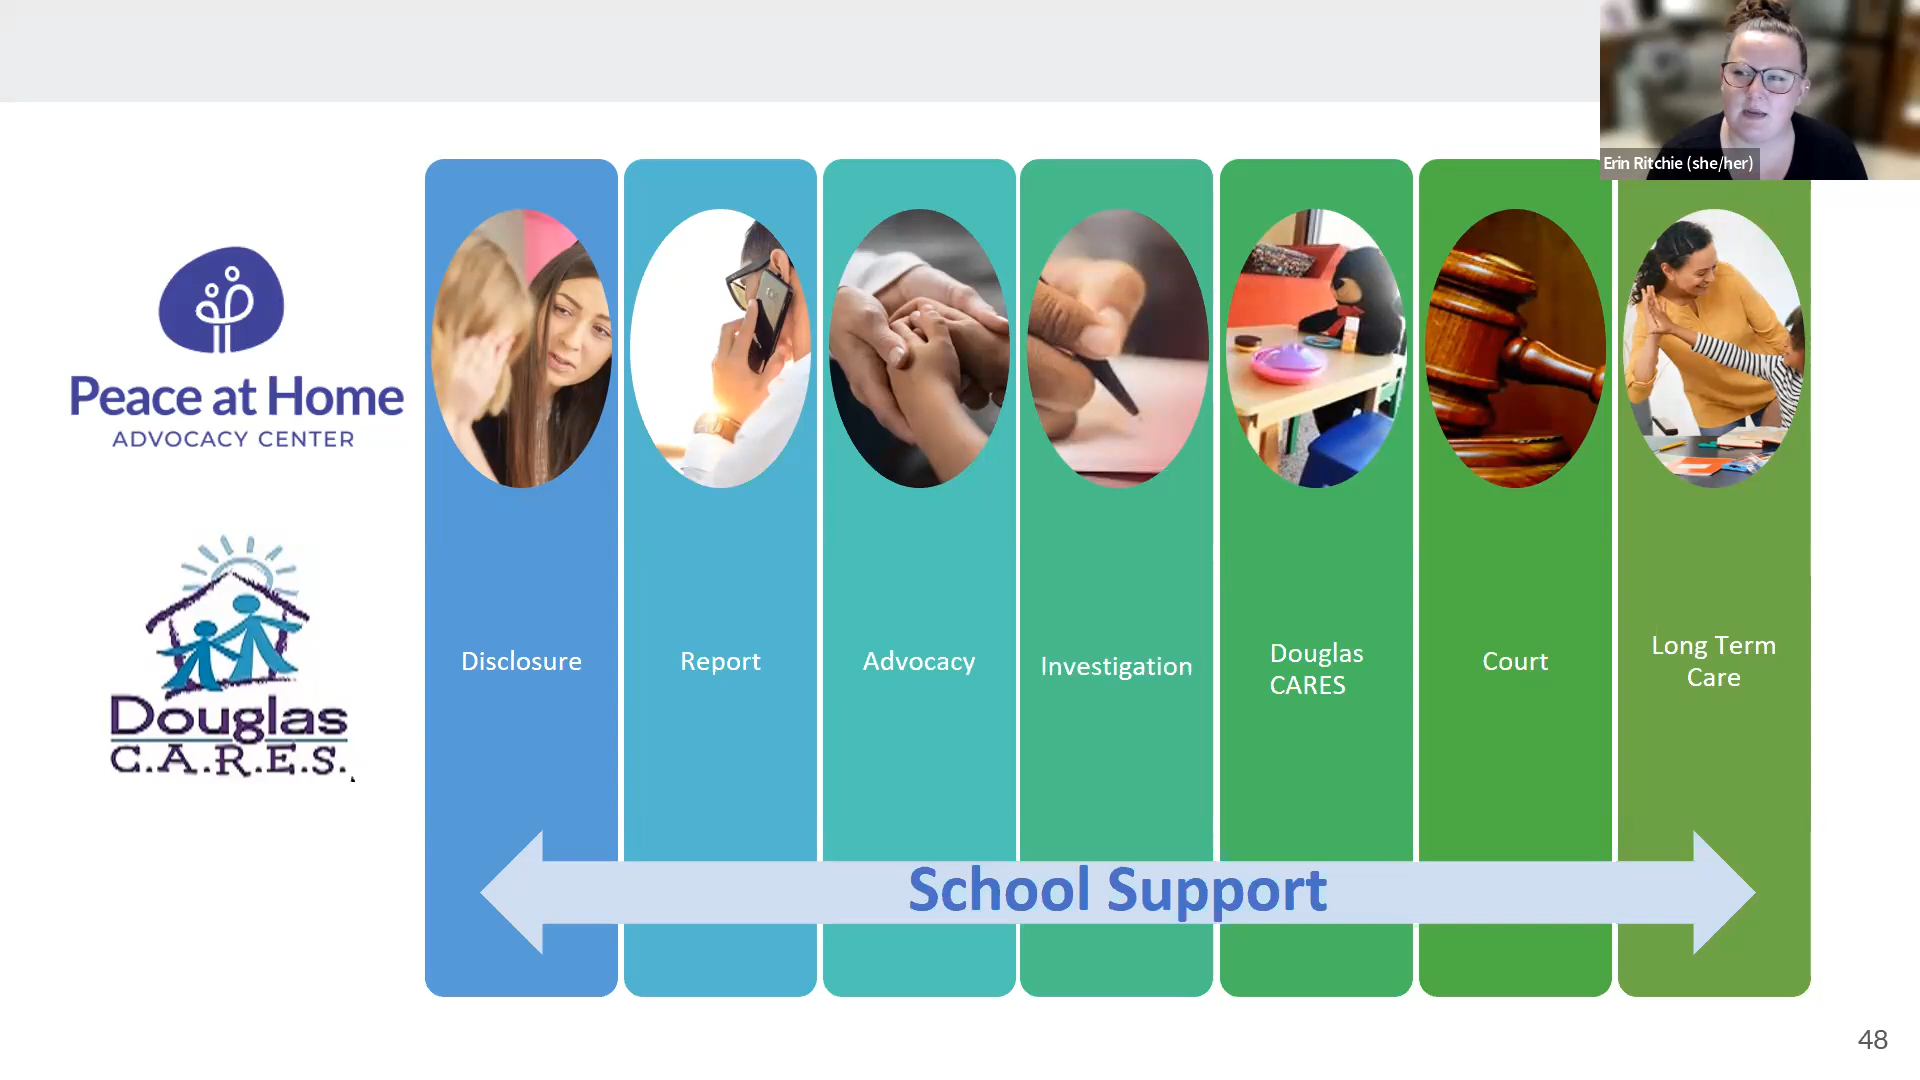 Erin Ritchie (she/her)
Peace at Home
ADVOCACY CENTER
Douglas
C.A.R.E.S.
Disclosure
Report
Advocacy
Investigation
Douglas
CARES
Court
Long Term
Care
School Support
48